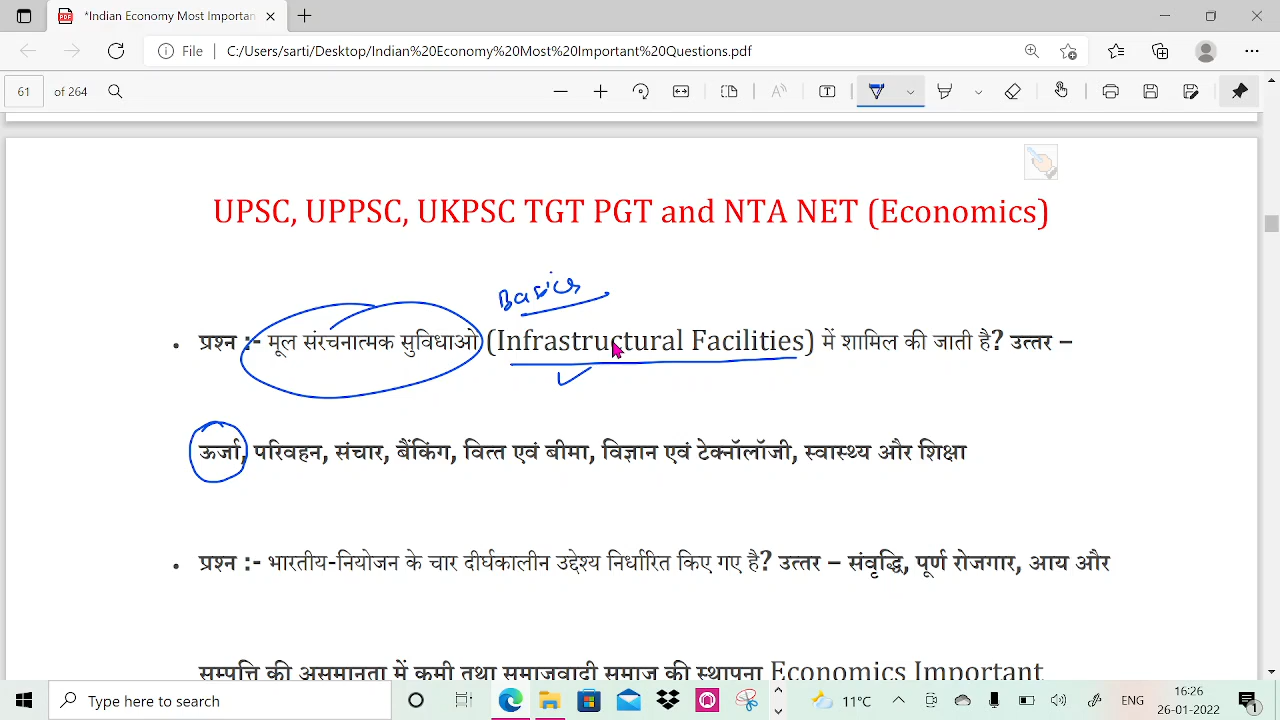 *Indian Economy Most Important
File
C:/Users/sarti/Desktop/Indian%20Economy%20Most%20Important%20Questions.pdf
61 of 264
UPSC, UPPSC, UKPSC TGT PGT and NTA NET (Economics)
Basics
• प्रश्न :- मूल संरचनात्मक सुविधाओ (Infrastructural Facilities) में शामिल की जाती है? उत्तर –
ऊर्जा, परिवहन, संचार, बैंकिंग, वित्त एवं बीमा, विज्ञान एवं टेक्नॉलॉजी, स्वास्थ्य और शिक्षा
• प्रश्न :- भारतीय-नियोजन के चार दीर्घकालीन उद्देश्य निर्धारित किए गए है? उत्तर – संवृद्धि, पूर्ण रोजगार, आय और
सम्पत्ति की असमानता में कमी तथा समाजवादी समाज की स्थापना Economics Important
Type here to search
11°C
ENG
16:26
26-01-2022